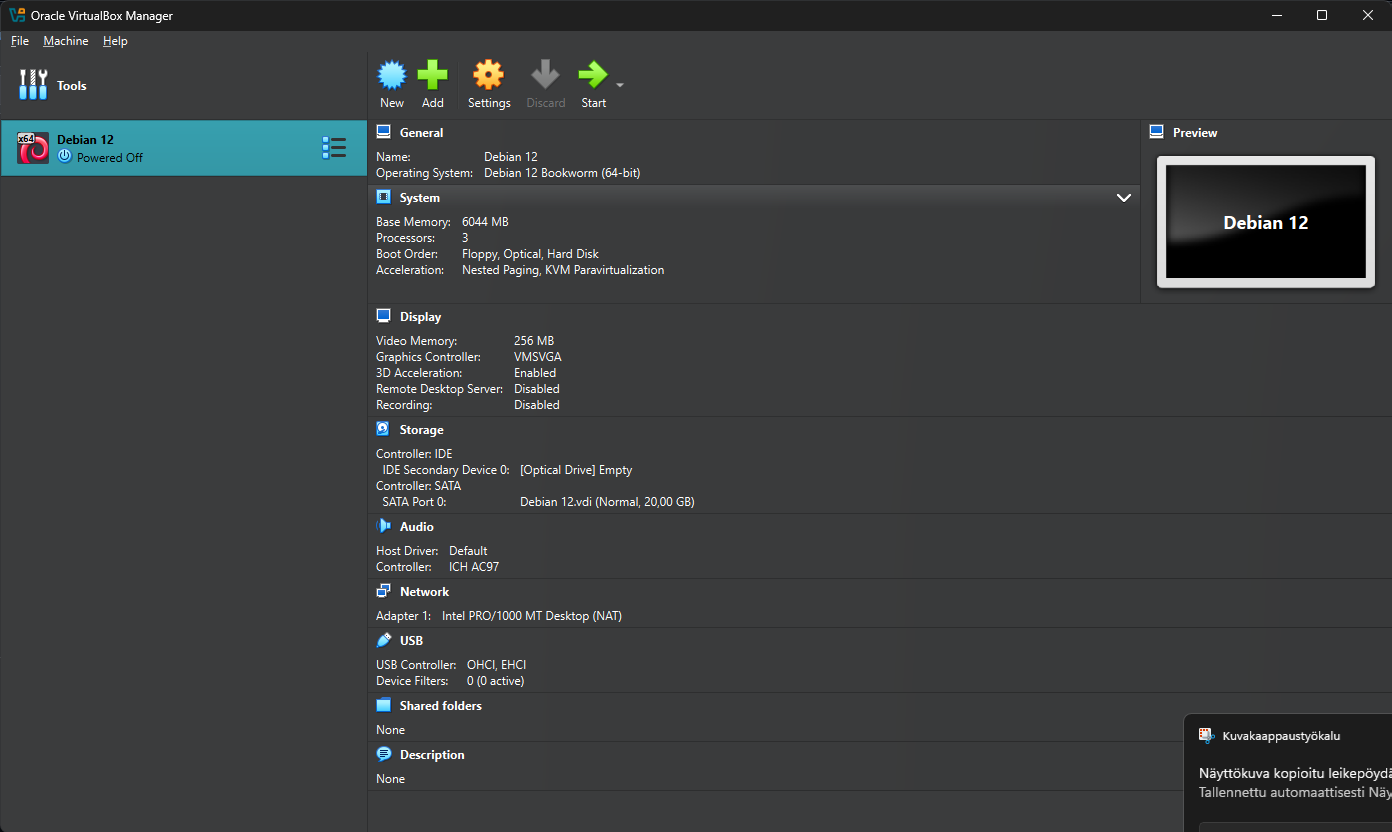 Oracle VirtualBox Manager
File Machine Help
Tools
New Add Settings Discard Start
x64
Debian 12
Powered Off
General
Name: Debian 12
Operating System: Debian 12 Bookworm (64-bit)
Preview
Debian 12
System
Base Memory: 6044 MB
Processors: 3
Boot Order: Floppy, Optical, Hard Disk
Acceleration: Nested Paging, KVM Paravirtualization
Display
Video Memory: 256 MB
Graphics Controller: VMSVGA
3D Acceleration: Enabled
Remote Desktop Server: Disabled
Recording: Disabled
Storage
Controller: IDE
IDE Secondary Device 0: [Optical Drive] Empty
Controller: SATA
SATA Port 0: Debian 12.vdi (Normal, 20,00 GB)
Audio
Host Driver: Default
Controller: ICH AC97
Network
Adapter 1: Intel PRO/1000 MT Desktop (NAT)
USB
USB Controller: OHCI, EHCI
Device Filters: 0 (0 active)
Shared folders
None
Description
None
Kuvakaappaustyökalu
Näyttökuva kopioitu leikepöydä
Tallennettu automaattisesti Näy